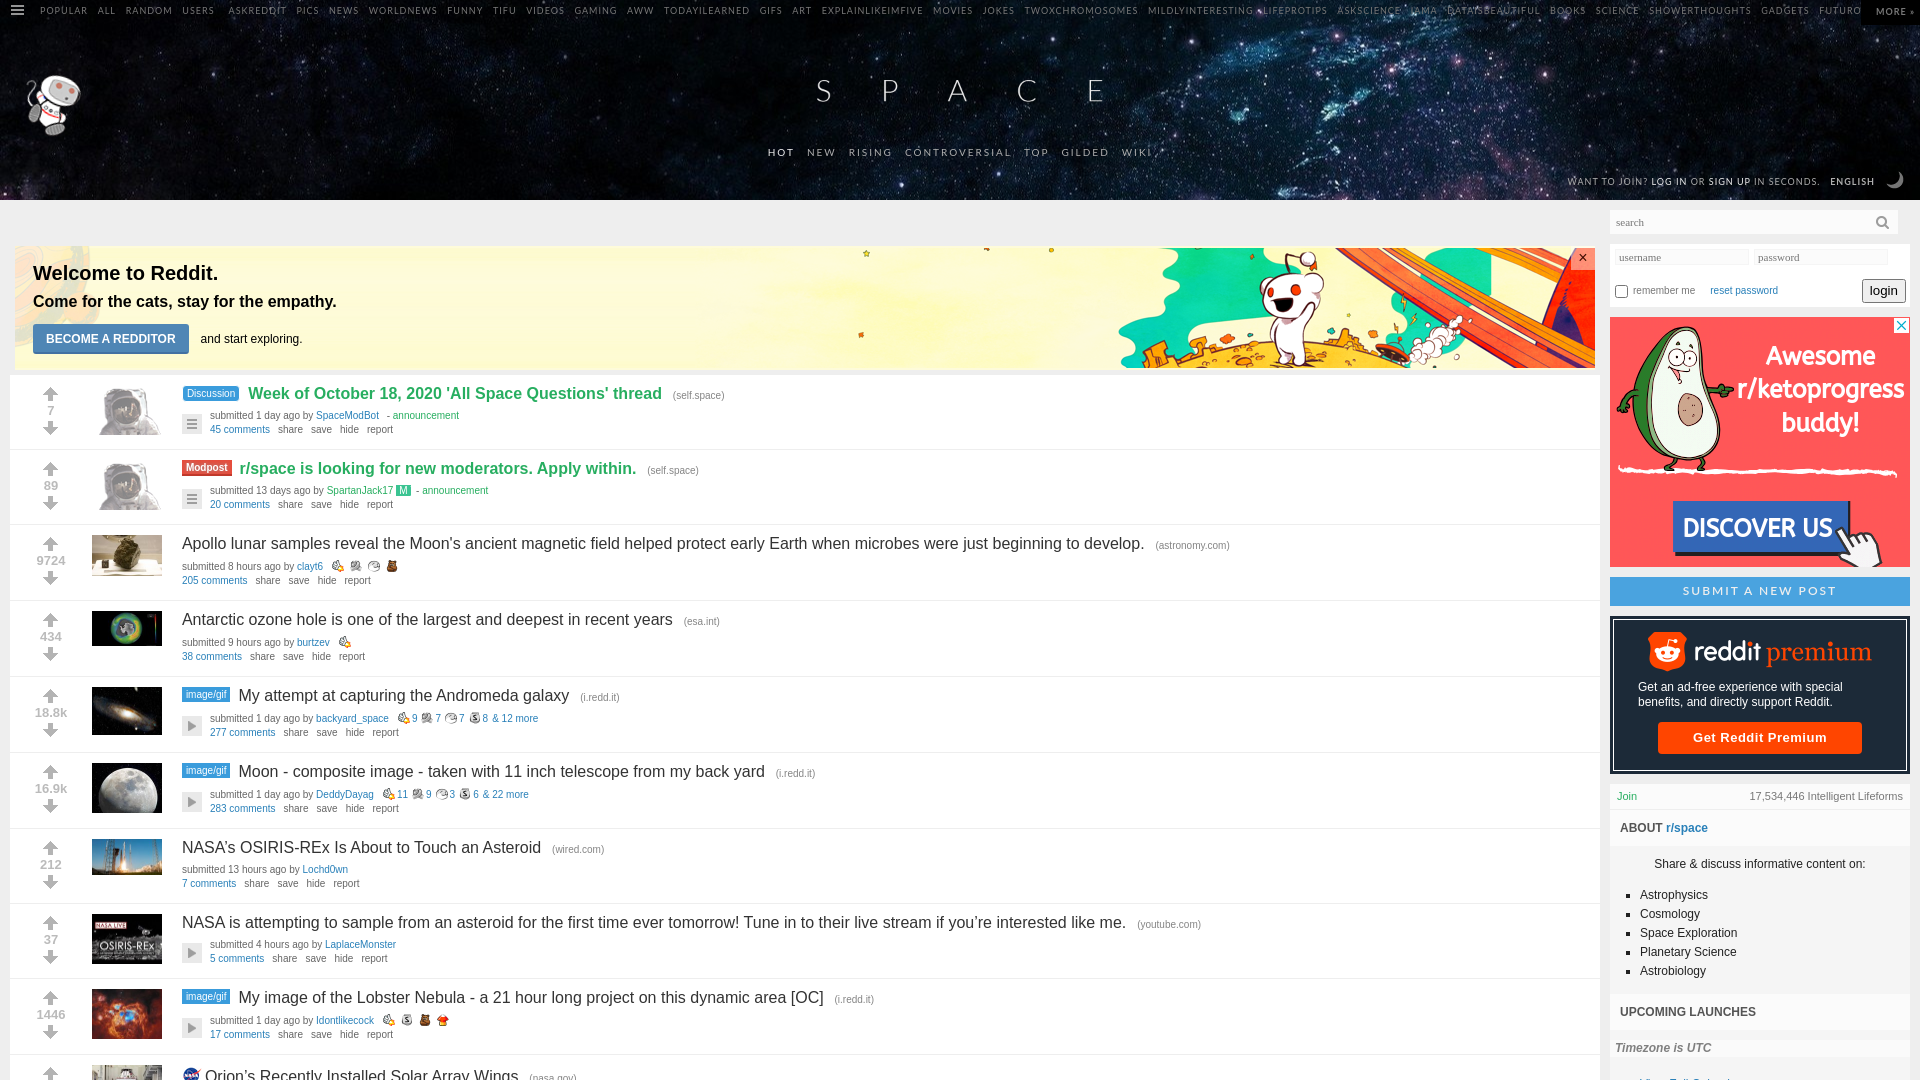 POPULAR ALL RANDOM USERS ASKREDDIT PICS NEWS WORLDNEWS FUNNY TIFU VIDEOS GAMING AWW TODAYILEARNED GIFS ART EXPLAINLIKEIMFIVE MOVIES JOKES TWOXCHROMOSOMES MILDLYINTERESTING LIFEPROTIPS ASKSCIENCE IAMA DATAISBEAUTIFUL BOOKS SCIENCE SHOWERTHOUGHTS GADGETS FUTURO MORE »
S P A C E
HOT NEW RISING CONTROVERSIAL TOP GILDED WIKI
WANT TO JOIN? LOG IN OR SIGN UP IN SECONDS. ENGLISH
search
Welcome to Reddit.
Come for the cats, stay for the empathy.
BECOME A REDDITOR and start exploring.
×
username password
remember me reset password login
Awesome
r/ketoprogress
buddy!
DISCOVER US
SUBMIT A NEW POST
reddit premium
Get an ad-free experience with special
benefits, and directly support Reddit.
Get Reddit Premium
Join 17,534,446 Intelligent Lifeforms
ABOUT r/space
Share & discuss informative content on:
Astrophysics
Cosmology
Space Exploration
Planetary Science
Astrobiology
UPCOMING LAUNCHES
Timezone is UTC
7
Discussion Week of October 18, 2020 'All Space Questions' thread (self.space)
submitted 1 day ago by SpaceModBot - announcement
45 comments share save hide report
89
Modpost r/space is looking for new moderators. Apply within. (self.space)
submitted 13 days ago by SpartanJack17 M - announcement
20 comments share save hide report
9724
Apollo lunar samples reveal the Moon's ancient magnetic field helped protect early Earth when microbes were just beginning to develop. (astronomy.com)
submitted 8 hours ago by clayt6
205 comments share save hide report
434
Antarctic ozone hole is one of the largest and deepest in recent years (esa.int)
submitted 9 hours ago by burtzev
38 comments share save hide report
18.8k
image/gif My attempt at capturing the Andromeda galaxy (i.redd.it)
submitted 1 day ago by backyard_space 9 7 7 8 & 12 more
277 comments share save hide report
16.9k
image/gif Moon - composite image - taken with 11 inch telescope from my back yard (i.redd.it)
submitted 1 day ago by DeddyDayag 11 9 3 6 & 22 more
283 comments share save hide report
212
NASA’s OSIRIS-REx Is About to Touch an Asteroid (wired.com)
submitted 13 hours ago by Lochd0wn
7 comments share save hide report
37
NASA LIVE
OSIRIS-REx
NASA is attempting to sample from an asteroid for the first time ever tomorrow! Tune in to their live stream if you’re interested like me. (youtube.com)
submitted 4 hours ago by LaplaceMonster
5 comments share save hide report
1446
image/gif My image of the Lobster Nebula - a 21 hour long project on this dynamic area [OC] (i.redd.it)
submitted 1 day ago by Idontlikecock
17 comments share save hide report
Orion’s Recently Installed Solar Array Wings (nasa.gov)